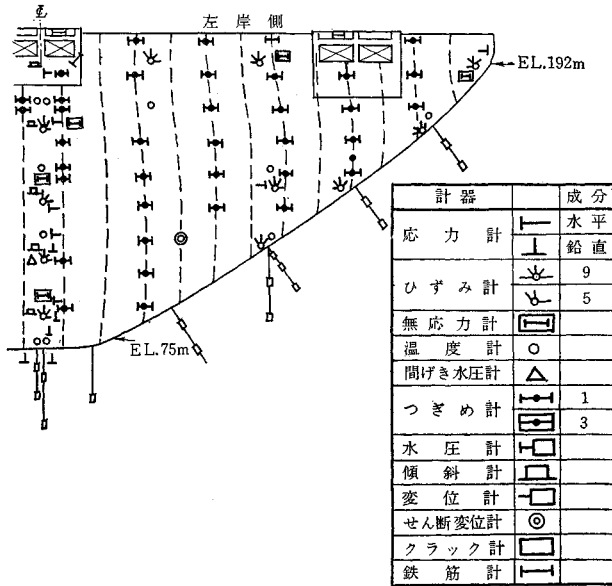 ℄
左岸側
EL.192m
EL.75m
計器 成分
応力計 水平
鉛直
ひずみ計 9
5
無応力計
温度計
間げき水圧計
つぎめ計 1
3
水圧計
傾斜計
変位計
せん断変位計
クラック計
鉄筋計